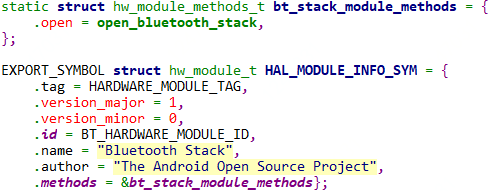 static struct hw_module_methods_t bt_stack_module_methods = {
    .open = open_bluetooth_stack,
};

EXPORT_SYMBOL struct hw_module_t HAL_MODULE_INFO_SYM = {
    .tag = HARDWARE_MODULE_TAG,
    .version_major = 1,
    .version_minor = 0,
    .id = BT_HARDWARE_MODULE_ID,
    .name = "Bluetooth Stack",
    .author = "The Android Open Source Project",
    .methods = &bt_stack_module_methods};